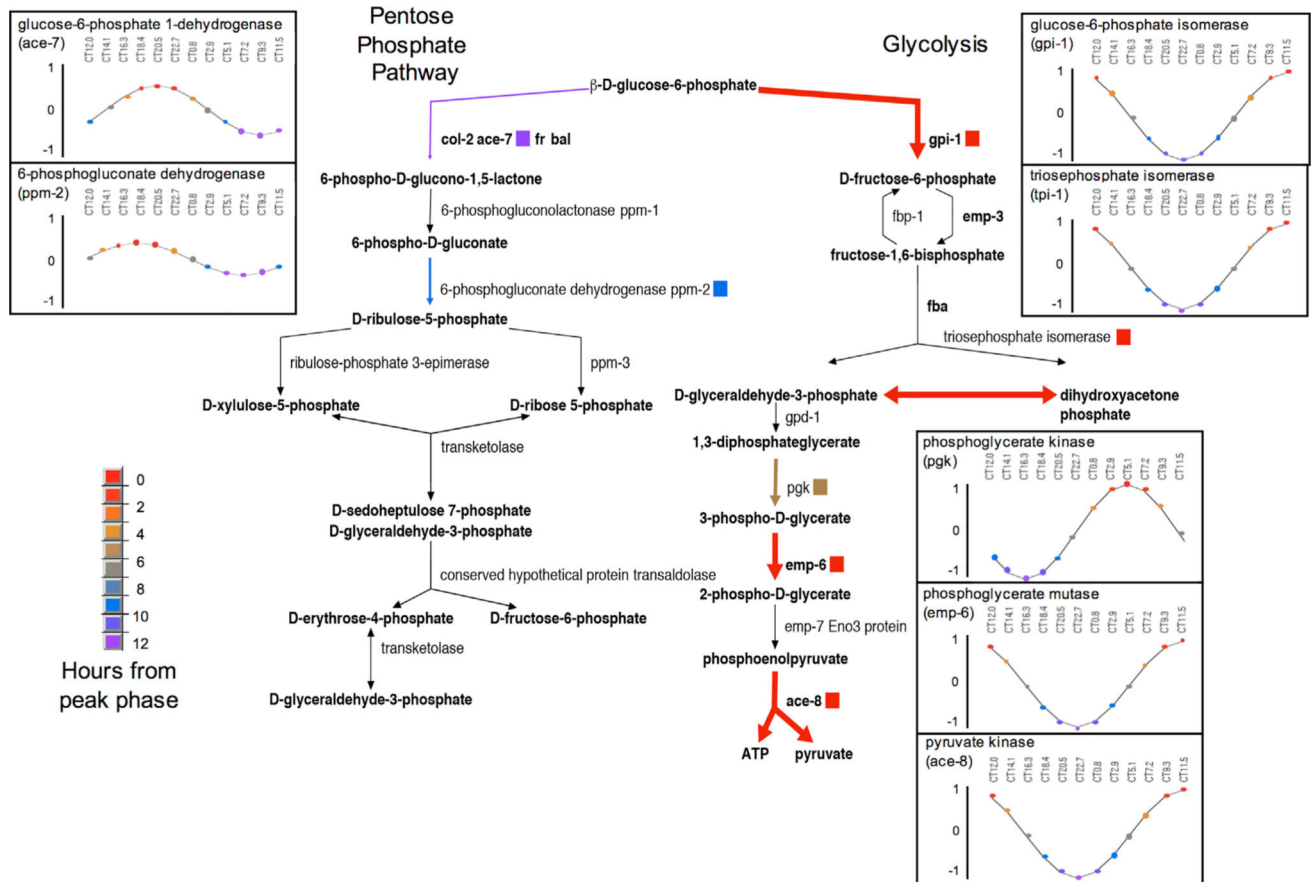 glucose-6-phosphate 1-dehydrogenase
(ace-7)
CT12.0 CT14.1 CT16.3 CT18.4 CT20.5 CT22.7 CT0.8 CT2.9 CT5.1 CT7.2 CT9.3 CT11.5
1
0
-1
6-phosphogluconate dehydrogenase
(ppm-2)
CT12.0 CT14.1 CT16.3 CT18.4 CT20.5 CT22.7 CT0.8 CT2.9 CT5.1 CT7.2 CT9.3 CT11.5
1
0
-1
Pentose
Phosphate
Pathway
Glycolysis
β-D-glucose-6-phosphate
col-2 ace-7 fr bal
6-phospho-D-glucono-1,5-lactone
6-phosphogluconolactonase ppm-1
6-phospho-D-gluconate
6-phosphogluconate dehydrogenase ppm-2
D-ribulose-5-phosphate
ribulose-phosphate 3-epimerase
ppm-3
D-xylulose-5-phosphate
D-ribose 5-phosphate
transketolase
D-sedoheptulose 7-phosphate
D-glyceraldehyde-3-phosphate
conserved hypothetical protein transaldolase
D-erythrose-4-phosphate
D-fructose-6-phosphate
transketolase
D-glyceraldehyde-3-phosphate
0
2
4
6
8
10
12
Hours from
peak phase
gpi-1
D-fructose-6-phosphate
fbp-1
emp-3
fructose-1,6-bisphosphate
fba
triosephosphate isomerase
D-glyceraldehyde-3-phosphate
dihydroxyacetone
phosphate
gpd-1
1,3-diphosphateglycerate
pgk
3-phospho-D-glycerate
emp-6
2-phospho-D-glycerate
emp-7 Eno3 protein
phosphoenolpyruvate
ace-8
ATP
pyruvate
glucose-6-phosphate isomerase
(gpi-1)
CT12.0 CT14.1 CT16.3 CT18.4 CT20.5 CT22.7 CT0.8 CT2.9 CT5.1 CT7.2 CT9.3 CT11.5
1
0
-1
triosephosphate isomerase
(tpi-1)
CT12.0 CT14.1 CT16.3 CT18.4 CT20.5 CT22.7 CT0.8 CT2.9 CT5.1 CT7.2 CT9.3 CT11.5
1
0
-1
phosphoglycerate kinase
(pgk)
CT12.0 CT14.1 CT16.3 CT18.4 CT20.5 CT22.7 CT0.8 CT2.9 CT5.1 CT7.2 CT9.3 CT11.5
1
0
-1
phosphoglycerate mutase
(emp-6)
CT12.0 CT14.1 CT16.3 CT18.4 CT20.5 CT22.7 CT0.8 CT2.9 CT5.1 CT7.2 CT9.3 CT11.5
1
0
-1
pyruvate kinase
(ace-8)
CT12.0 CT14.1 CT16.3 CT18.4 CT20.5 CT22.7 CT0.8 CT2.9 CT5.1 CT7.2 CT9.3 CT11.5
1
0
-1